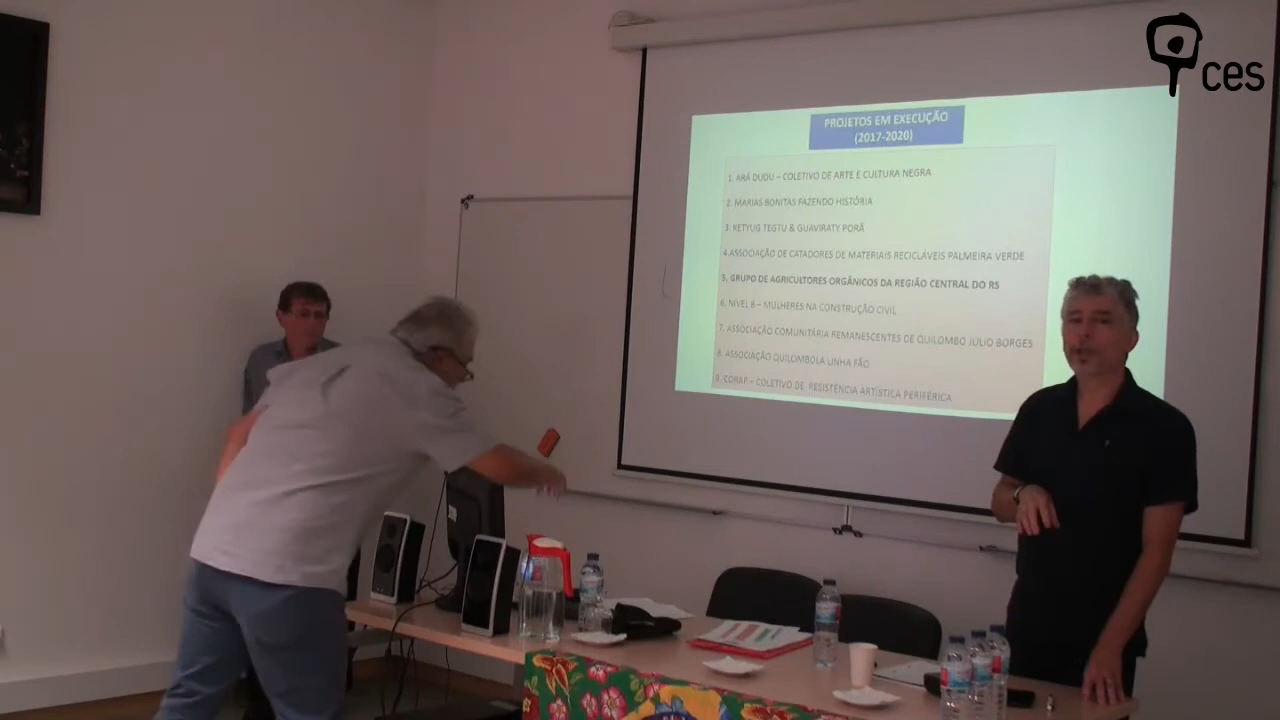 ces
PROJETOS EM EXECUÇÃO
(2017-2020)
1. ARÁ DUDU – COLETIVO DE ARTE E CULTURA NEGRA
2. MARIAS BONITAS FAZENDO HISTÓRIA
3. KETYUG TEGTU & GUAVIRATY PORÃ
4.ASSOCIAÇÃO DE CATADORES DE MATERIAIS RECICLÁVEIS PALMEIRA VERDE
5. GRUPO DE AGRICULTORES ORGÂNICOS DA REGIÃO CENTRAL DO RS
6. NÍVEL B – MULHERES NA CONSTRUÇÃO CIVIL
7. ASSOCIAÇÃO COMUNITÁRIA REMANESCENTES DE QUILOMBO JULIO BORGES
8. ASSOCIAÇÃO QUILOMBOLA LINHA FÃO
9. CORAP – COLETIVO DE RESISTÊNCIA ARTÍSTICA PERIFÉRICA